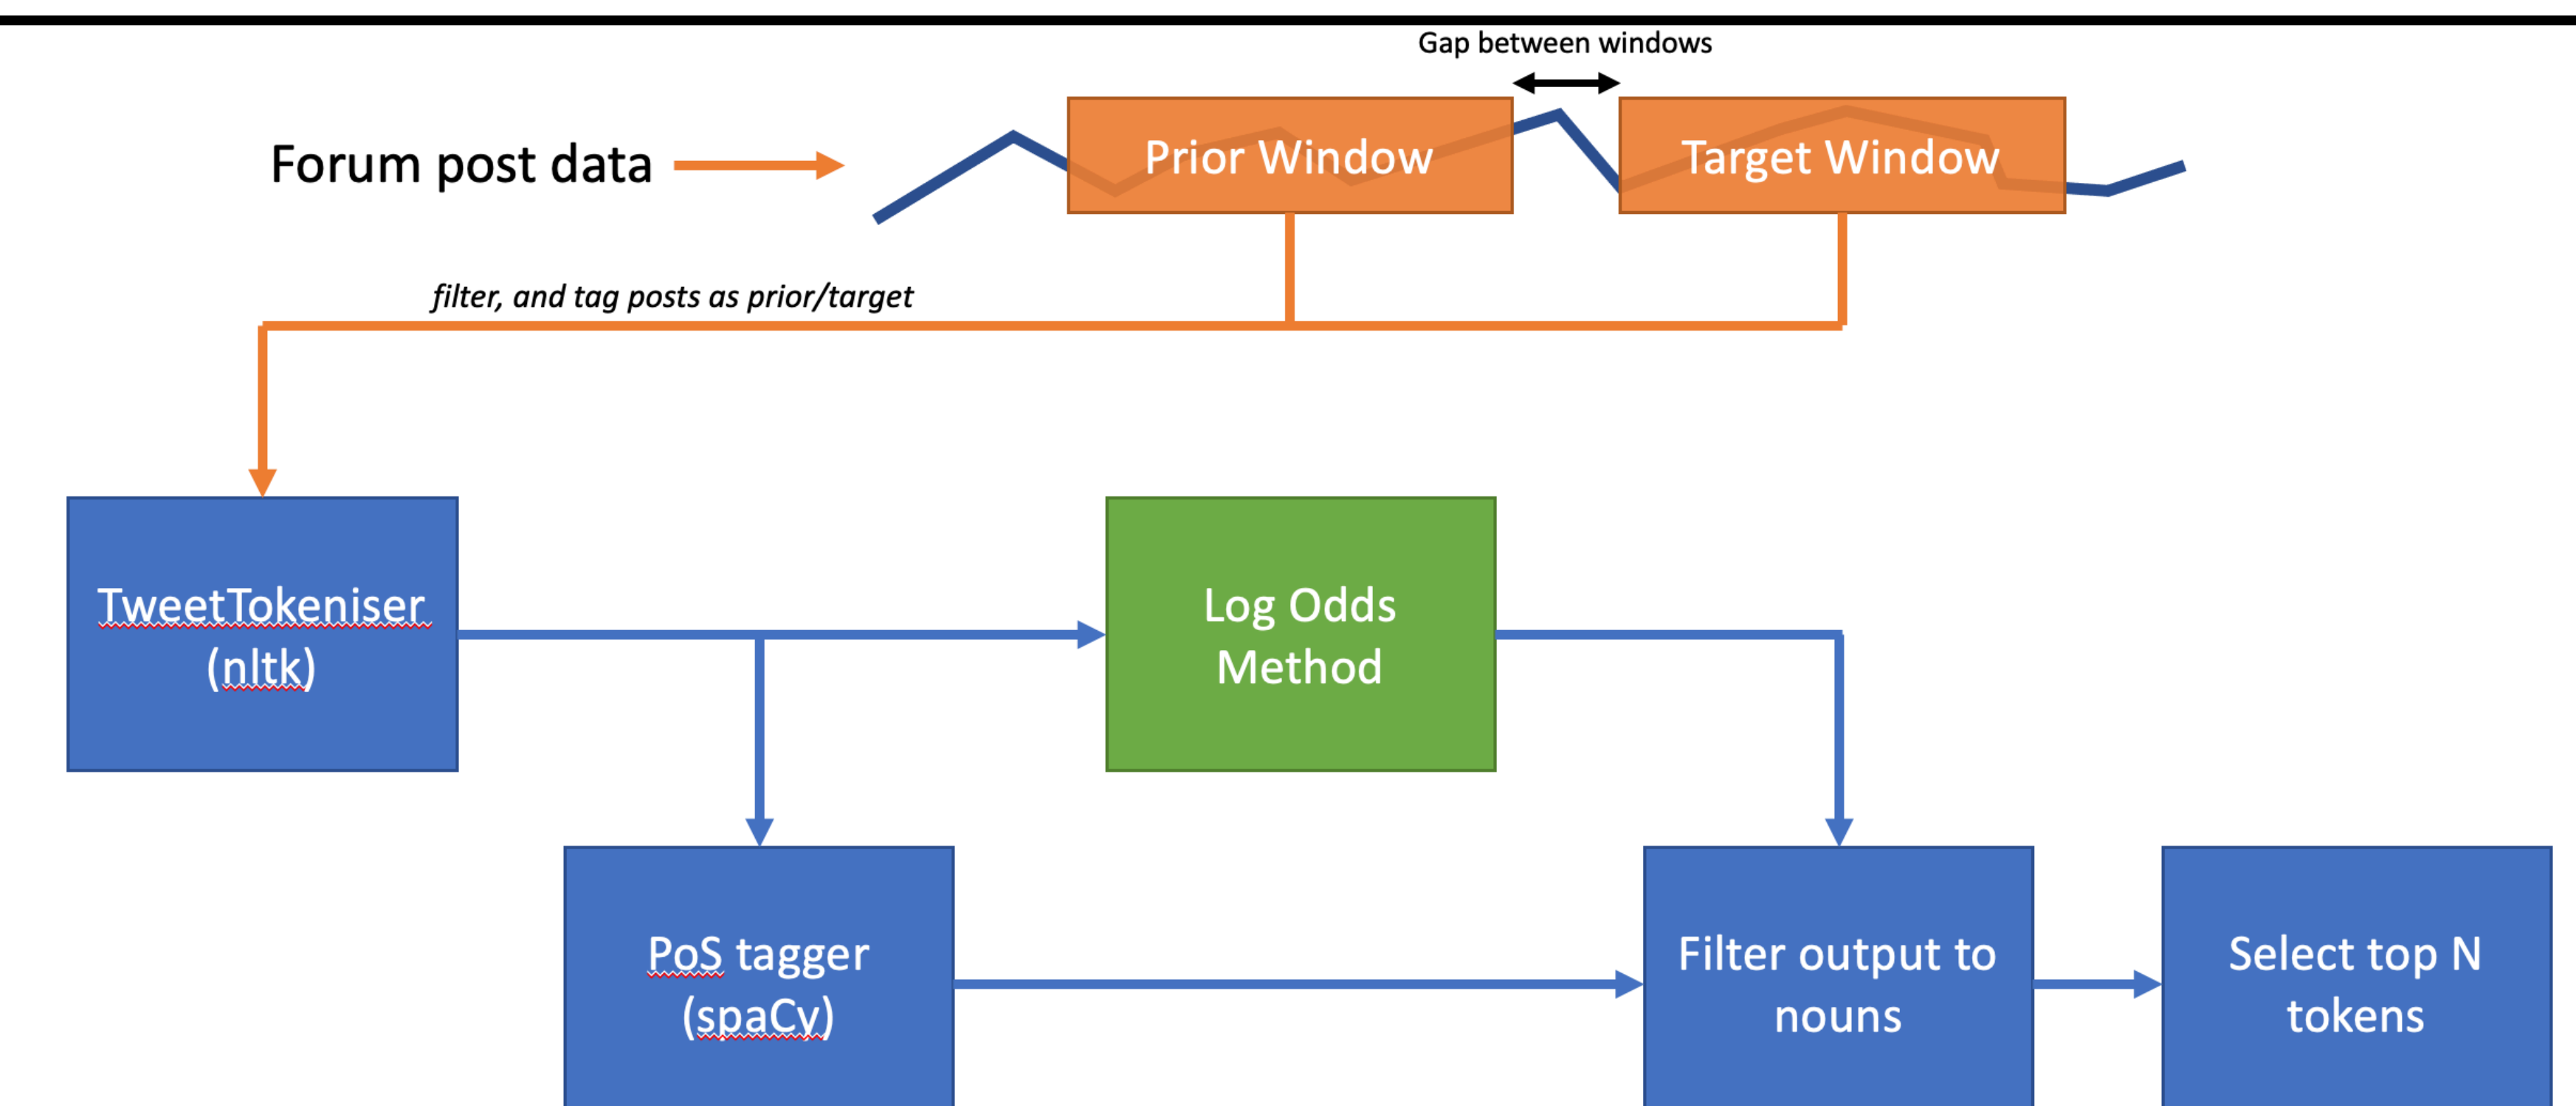 Gap between windows
Forum post data
Prior Window
Target Window
filter, and tag posts as prior/target
TweetTokeniser
(nltk)
Log Odds
Method
PoS tagger
(spaCy)
Filter output to
nouns
Select top N
tokens